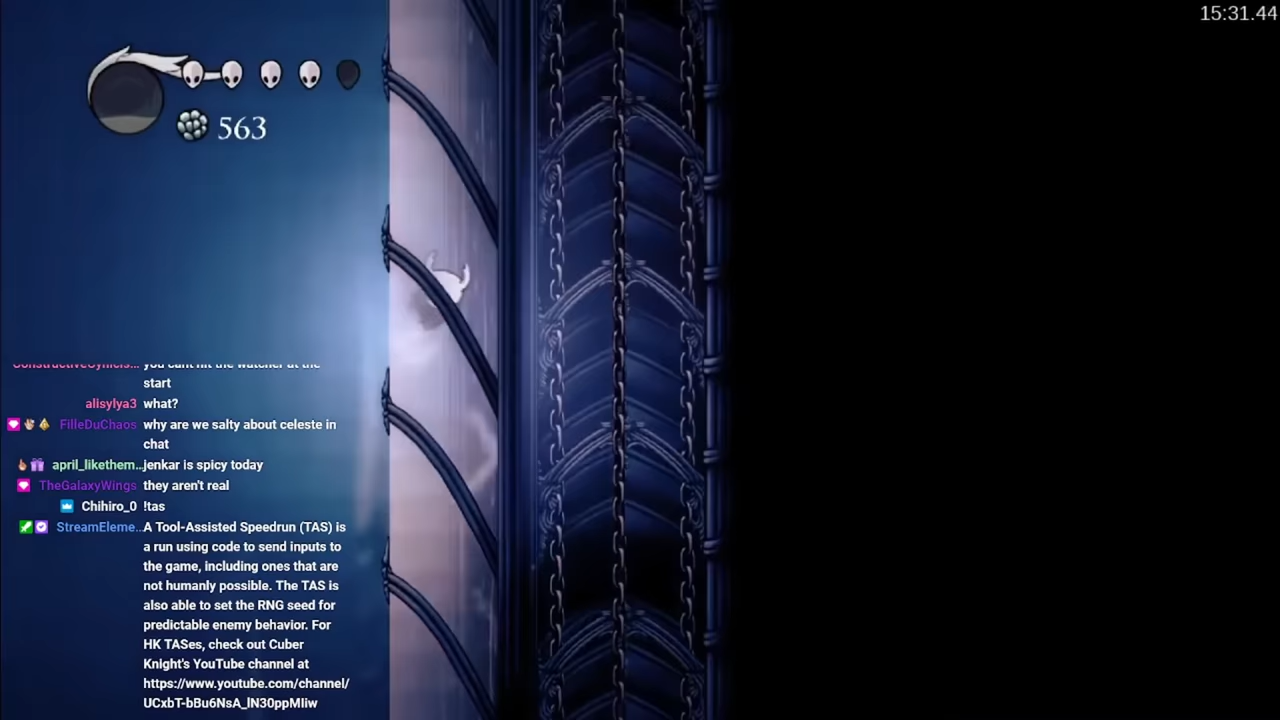 15:31.44
563
ConstructiveCynicis... you cant hit the watcher at the
start
alisylya3 what?
FilleDuChaos why are we salty about celeste in
chat
april_likethem... jenkar is spicy today
TheGalaxyWings they aren't real
Chihiro_0 !tas
StreamEleme... A Tool-Assisted Speedrun (TAS) is
a run using code to send inputs to
the game, including ones that are
not humanly possible. The TAS is
also able to set the RNG seed for
predictable enemy behavior. For
HK TASes, check out Cuber
Knight's YouTube channel at
https://www.youtube.com/channel/
UCxbT-bBu6NsA_lN30ppMliw